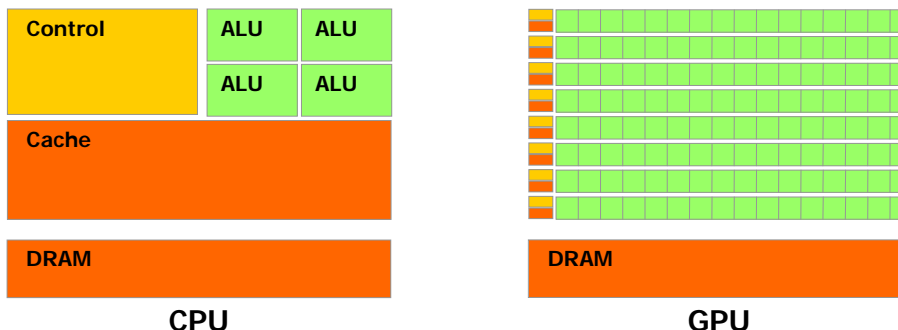 Control
ALU
ALU
ALU
ALU
Cache
DRAM
CPU
DRAM
GPU